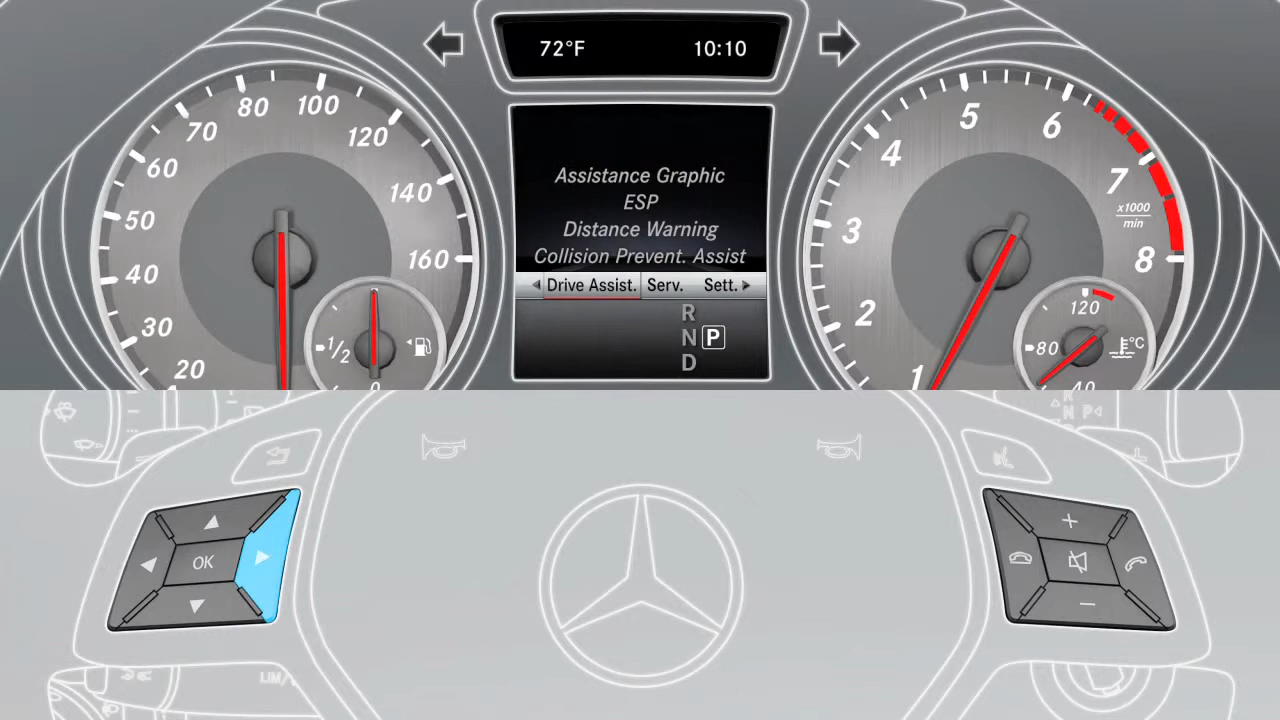 72°F 10:10
80 100
70 120
60 140
50 160
40
30
20
1/2
0
Assistance Graphic
ESP
Distance Warning
Collision Prevent. Assist
Drive Assist. Serv. Sett.
R
N P
D
5
4 6
3 7
x1000
min
2 8
1
120
80 °C
40
R
N P
OK
+
−
LIM/